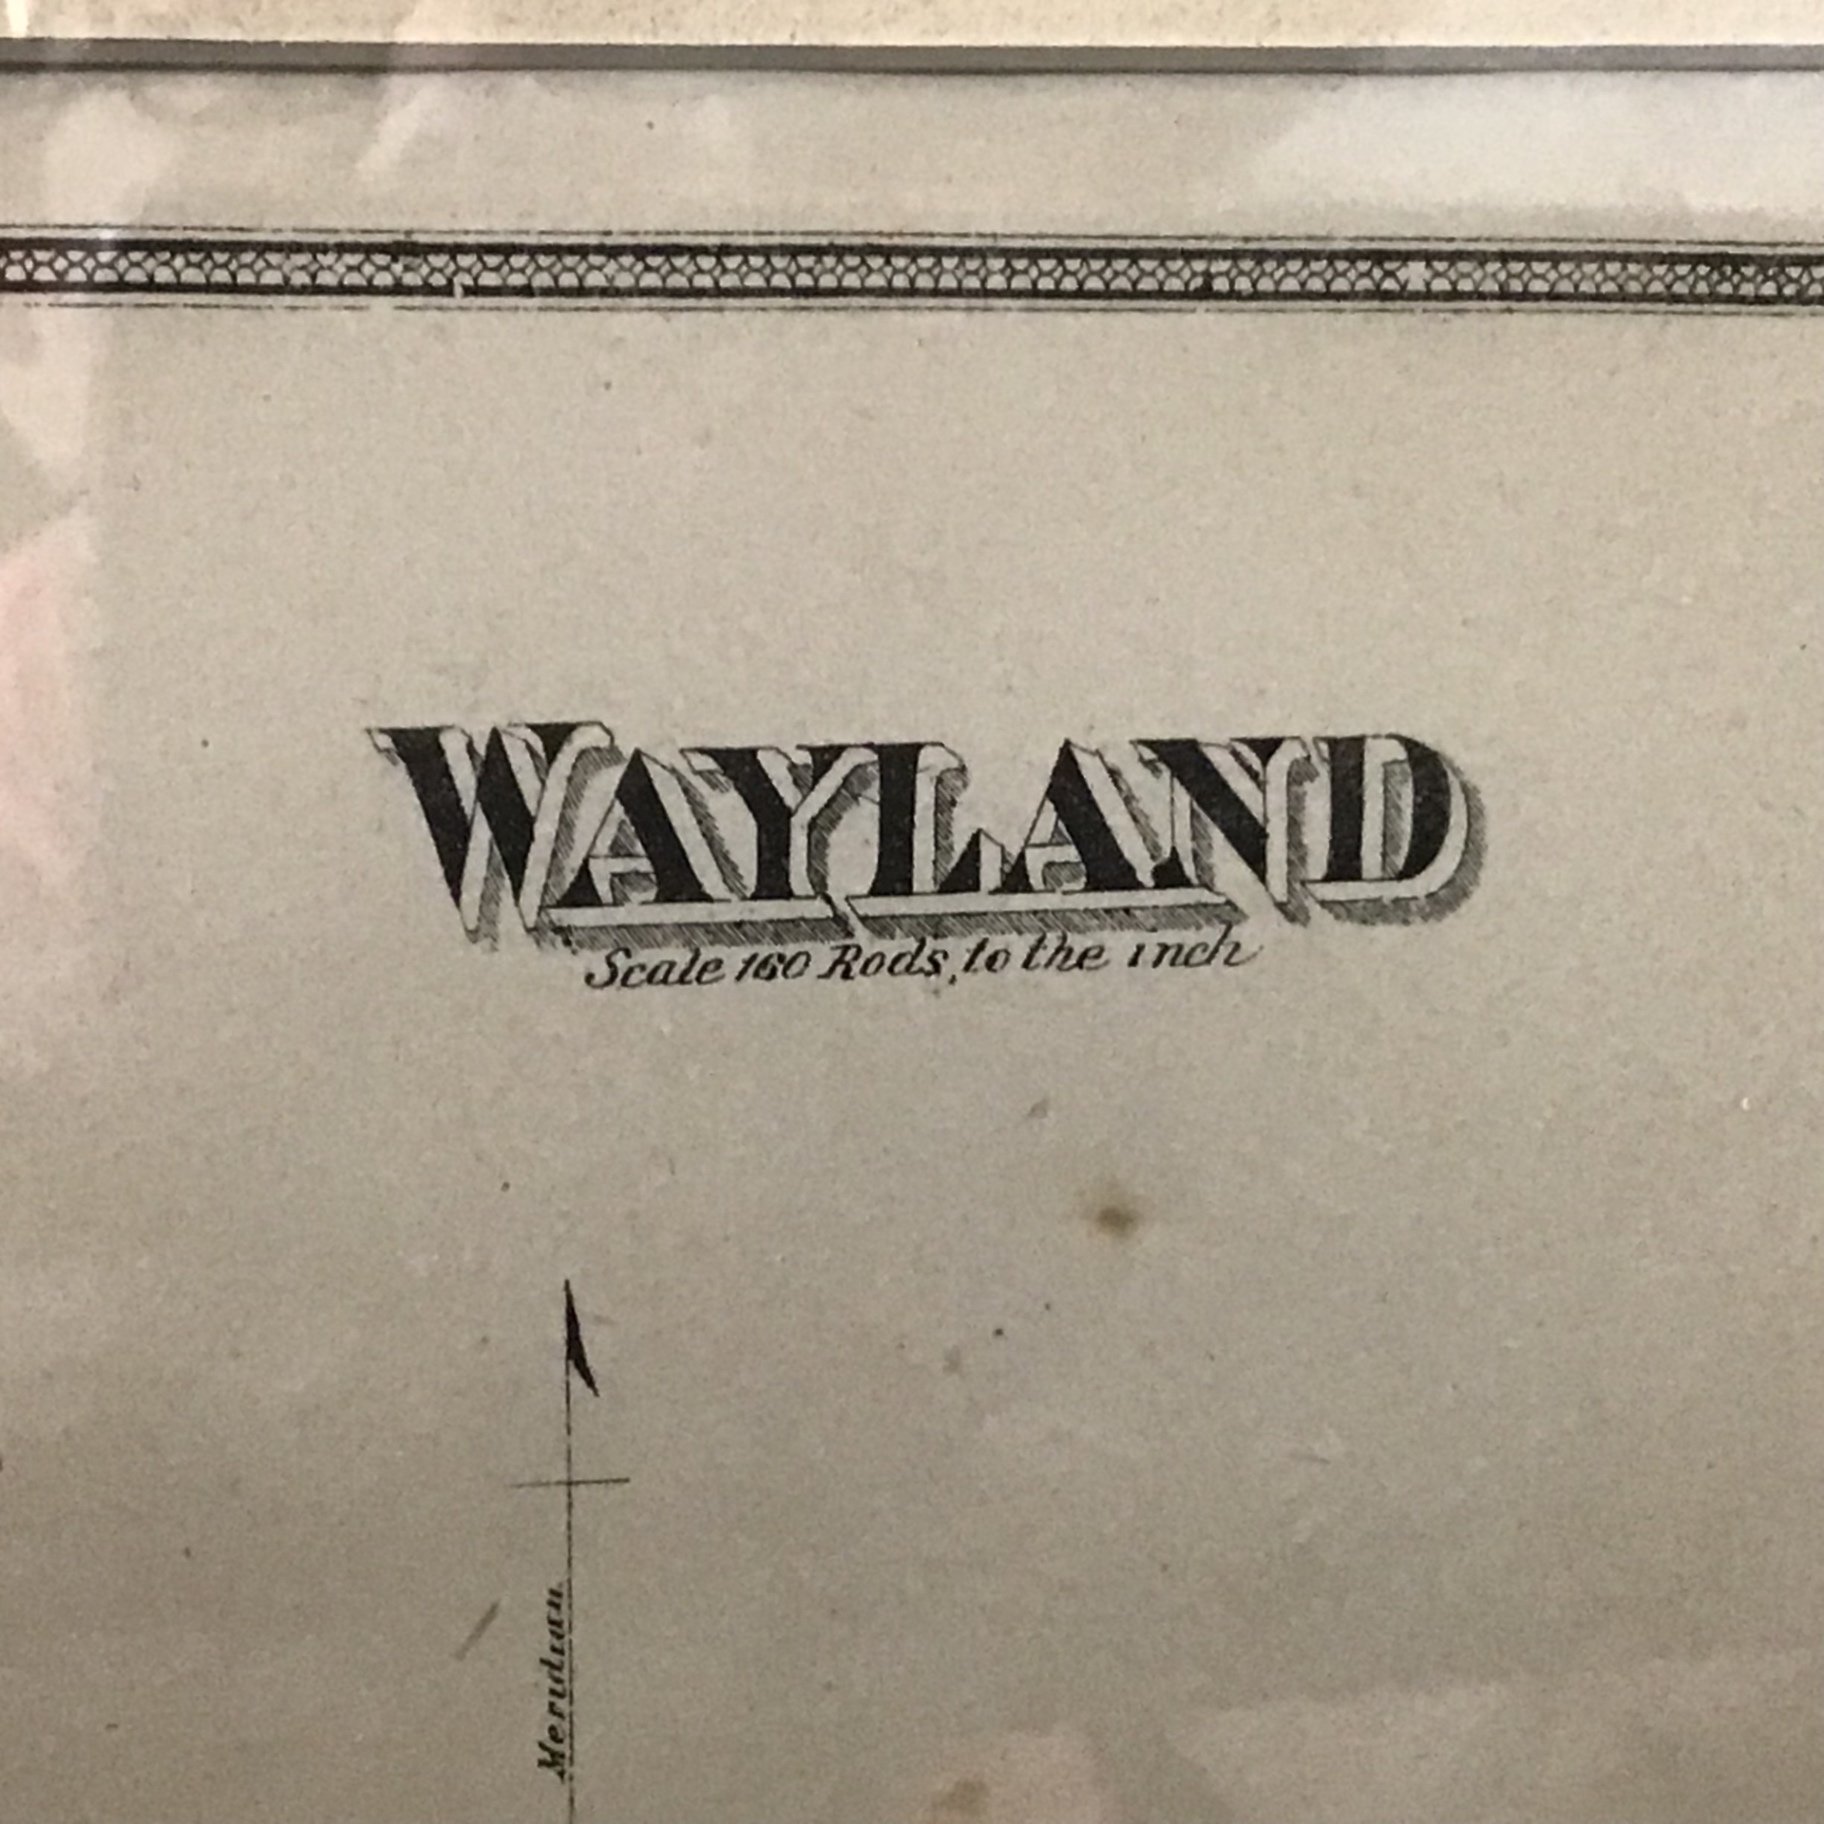 WAYLAND
Scale 160 Rods, to the inch
Meridian